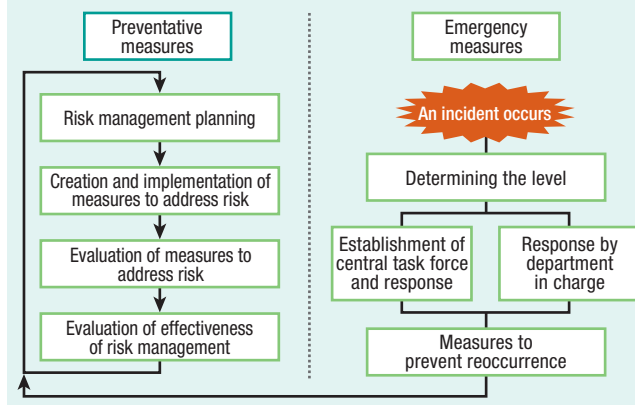 Preventative
measures
Risk management planning
Creation and implementation of
measures to address risk
Evaluation of measures to
address risk
Evaluation of effectiveness
of risk management
Emergency
measures
An incident occurs
Determining the level
Establishment of
central task force
and response
Response by
department
in charge
Measures to
prevent reoccurrence